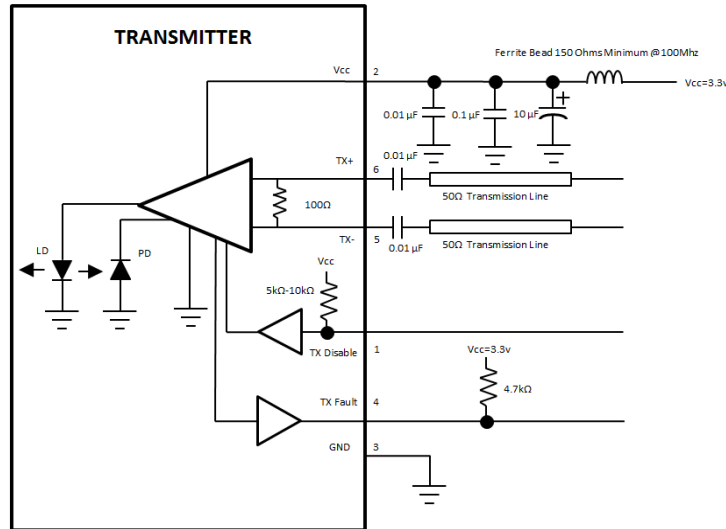 TRANSMITTER
Ferrite Bead 150 Ohms Minimum @100Mhz
Vcc
2
Vcc=3.3v
0.01 µF
0.1 µF
10 µF
+
0.01 µF
TX+
6
100Ω
50Ω Transmission Line
TX-
5
0.01 µF
50Ω Transmission Line
LD
PD
Vcc
5kΩ-10kΩ
TX Disable
1
Vcc=3.3v
4.7kΩ
TX Fault
4
GND
3